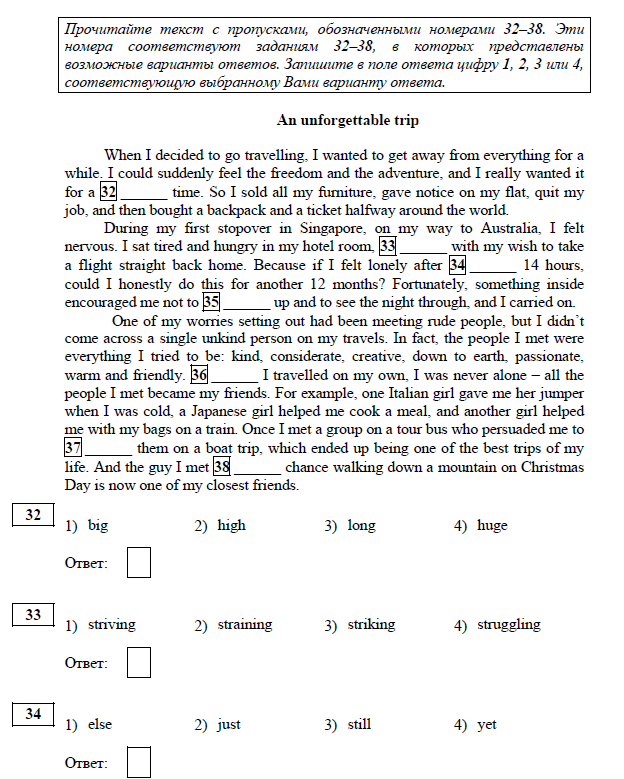 Прочитайте текст с пропусками, обозначенными номерами 32–38. Эти
номера соответствуют заданиям 32–38, в которых представлены
возможные варианты ответов. Запишите в поле ответа цифру 1, 2, 3 или 4,
соответствующую выбранному Вами варианту ответа.
An unforgettable trip
When I decided to go travelling, I wanted to get away from everything for a
while. I could suddenly feel the freedom and the adventure, and I really wanted it
for a 32 ______ time. So I sold all my furniture, gave notice on my flat, quit my
job, and then bought a backpack and a ticket halfway around the world.
During my first stopover in Singapore, on my way to Australia, I felt
nervous. I sat tired and hungry in my hotel room, 33 ______ with my wish to take
a flight straight back home. Because if I felt lonely after 34 ______ 14 hours,
could I honestly do this for another 12 months? Fortunately, something inside
encouraged me not to 35 ______ up and to see the night through, and I carried on.
One of my worries setting out had been meeting rude people, but I didn’t
come across a single unkind person on my travels. In fact, the people I met were
everything I tried to be: kind, considerate, creative, down to earth, passionate,
warm and friendly. 36 ______ I travelled on my own, I was never alone – all the
people I met became my friends. For example, one Italian girl gave me her jumper
when I was cold, a Japanese girl helped me cook a meal, and another girl helped
me with my bags on a train. Once I met a group on a tour bus who persuaded me to
37 ______ them on a boat trip, which ended up being one of the best trips of my
life. And the guy I met 38 ______ chance walking down a mountain on Christmas
Day is now one of my closest friends.
32
1) big 2) high 3) long 4) huge
Ответ:
33
1) striving 2) straining 3) striking 4) struggling
Ответ:
34
1) else 2) just 3) still 4) yet
Ответ: